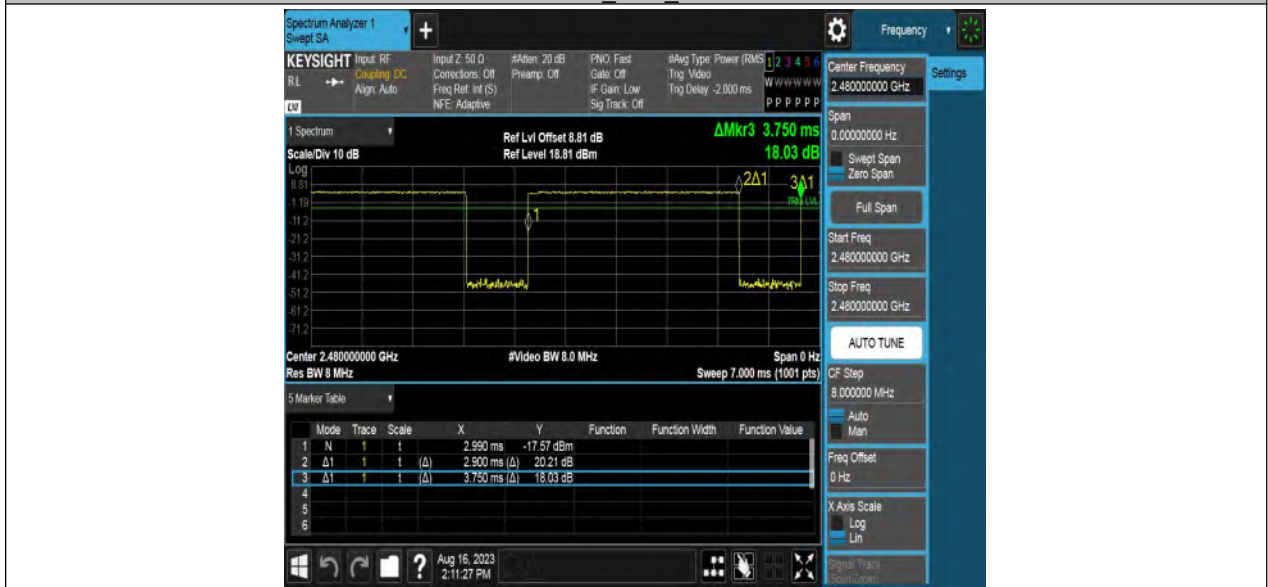 Spectrum Analyzer 1
Swept SA
+
Frequency
KEYSIGHT
RL
LXI
Input: RF
Coupling: DC
Align: Auto
Input Z: 50 Ω
Corrections: Off
Freq Ref: Int (S)
NFE: Adaptive
#Atten: 20 dB
Preamp: Off
PNO: Fast
Gate: Off
IF Gain: Low
Sig Track: Off
#Avg Type: Power (RMS
Trig: Video
Trig Delay: -2.000 ms
1 2 3 4 5 6
W W W W W W
P P P P P P
1 Spectrum
Scale/Div 10 dB
Ref Lvl Offset 8.81 dB
Ref Level 18.81 dBm
ΔMkr3 3.750 ms
18.03 dB
Log
8.81
-1.19
-11.2
-21.2
-31.2
-41.2
-51.2
-61.2
-71.2
1
2Δ1
3Δ1
TRIG LVL
Center 2.480000000 GHz
#Video BW 8.0 MHz
Span 0 Hz
Res BW 8 MHz
Sweep 7.000 ms (1001 pts)
5 Marker Table
Mode Trace Scale X Y Function Function Width Function Value
1 N 1 t 2.990 ms -17.57 dBm
2 Δ1 1 t (Δ) 2.900 ms (Δ) 20.21 dB
3 Δ1 1 t (Δ) 3.750 ms (Δ) 18.03 dB
4
5
6
?
Aug 16, 2023
2:11:27 PM
Center Frequency
2.480000000 GHz
Settings
Span
0.00000000 Hz
Swept Span
Zero Span
Full Span
Start Freq
2.480000000 GHz
Stop Freq
2.480000000 GHz
AUTO TUNE
CF Step
8.000000 MHz
Auto
Man
Freq Offset
0 Hz
X Axis Scale
Log
Lin
Signal Track
(Span Zoom)